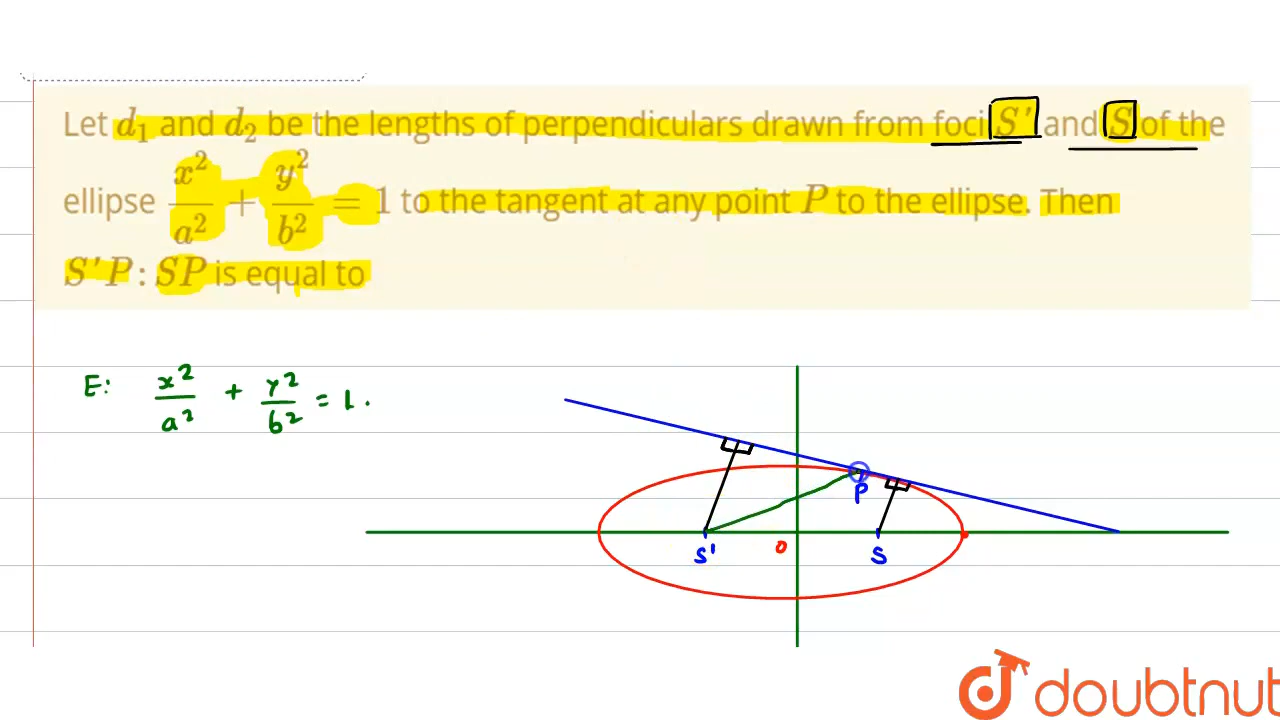 Let d₁ and d₂ be the lengths of perpendiculars drawn from foci S' and S of the
ellipse x²/a² + y²/b² = 1 to the tangent at any point P to the ellipse. Then
S'P : SP is equal to
E: x²/a² + y²/b² = 1.
P
S' O S
doubtnut